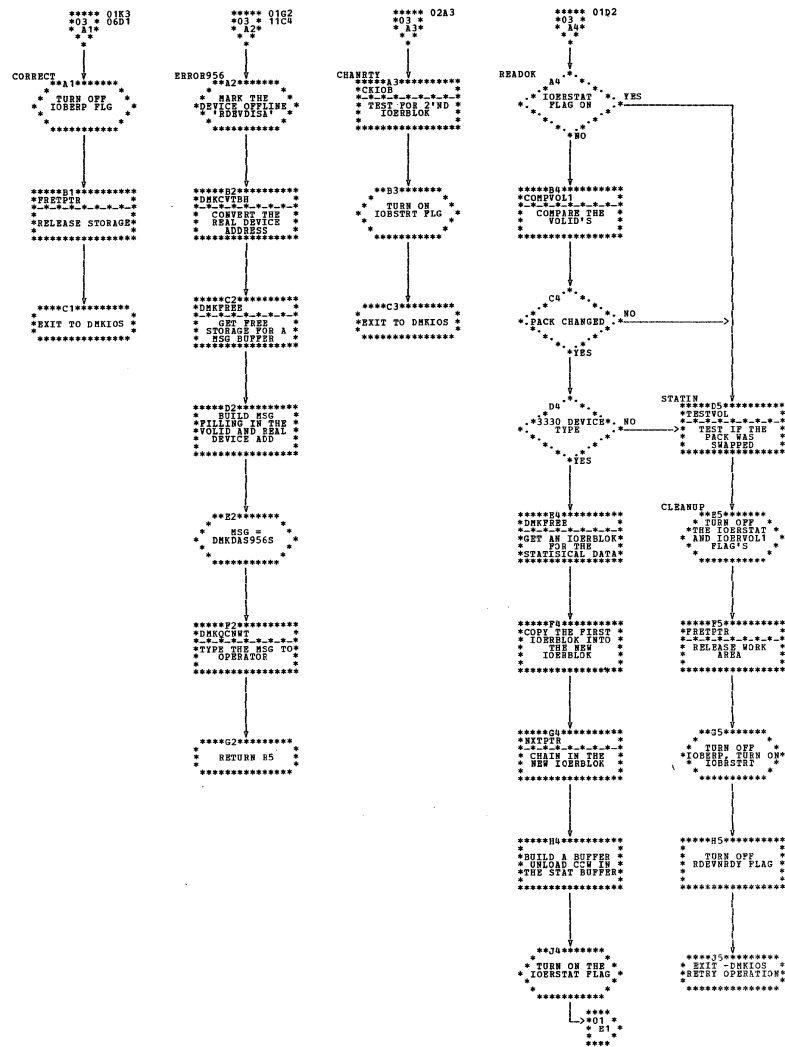 01K3
*03 * 06D1
A1*
CORRECT
**A1*******
TURN OFF
IOBERP FLG
*****B1**********
*FRETPTR
*-*-*-*-*-*-*-*-*
*RELEASE STORAGE*
****C1*********
*EXIT TO DMKIOS *
***** 01G2
*03 * 11C4
* A2*
ERROR956
**A2*******
MARK THE
*DEVICE OFFLINE *
'RDEVDISA'
*****B2**********
*DMKCVTBH
*-*-*-*-*-*-*-*-*
CONVERT THE
REAL DEVICE
ADDRESS
*****C2**********
*DMKFREE
*-*-*-*-*-*-*-*-*
GET FREE
STORAGE FOR A
MSG BUFFER
*****D2**********
BUILD MSG
*FILLING IN THE *
*VOLID AND REAL *
DEVICE ADD
**E2*******
MSG =
DMKDAS956S
*****F2**********
*DMKQCNWT
*-*-*-*-*-*-*-*-*
*TYPE THE MSG TO*
OPERATOR
****G2*********
RETURN R5
***** 02A3
*03 *
* A3*
CHANRTY
*****A3**********
*CKIOB
*-*-*-*-*-*-*-*-*
TEST FOR 2'ND
IOERBLOK
**B3*******
TURN ON
IOBSTRT FLG
****C3*********
*EXIT TO DMKIOS *
***** 01D2
*03 *
* A4*
READOK
A4
IOERSTAT
FLAG ON
YES
*NO
*****B4**********
*COMPVOL1
*-*-*-*-*-*-*-*-*
COMPARE THE
VOLID'S
C4
*PACK CHANGED
NO
*YES
D4
*3330 DEVICE*
TYPE
NO
*YES
*****E4**********
*DMKFREE
*-*-*-*-*-*-*-*-*
*GET AN IOERBLOK*
FOR THE
*STATISICAL DATA*
*****F4**********
*COPY THE FIRST *
IOERBLOK INTO
THE NEW
IOERBLOK
*****G4**********
*NXTPTR
*-*-*-*-*-*-*-*-*
CHAIN IN THE
NEW IOERBLOK
*****H4**********
*BUILD A BUFFER *
UNLOAD CCW IN
*THE STAT BUFFER*
**J4*******
TURN ON THE
IOERSTAT FLAG
*01 *
* E1*
STATIN
*****D5**********
*TESTVOL
*-*-*-*-*-*-*-*-*
TEST IF THE
PACK WAS
SWAPPED
CLEANUP
**E5*******
TURN OFF
*THE IOERSTAT
AND IOERVOL1
FLAG'S
*****F5**********
*FRETPTR
*-*-*-*-*-*-*-*-*
RELEASE WORK
AREA
**G5*******
TURN OFF
*IOBERP, TURN ON*
IOBRSTRT
*****H5**********
TURN OFF
RDEVNRDY FLAG
****J5*********
EXIT -DMKIOS
*RETRY OPERATION*